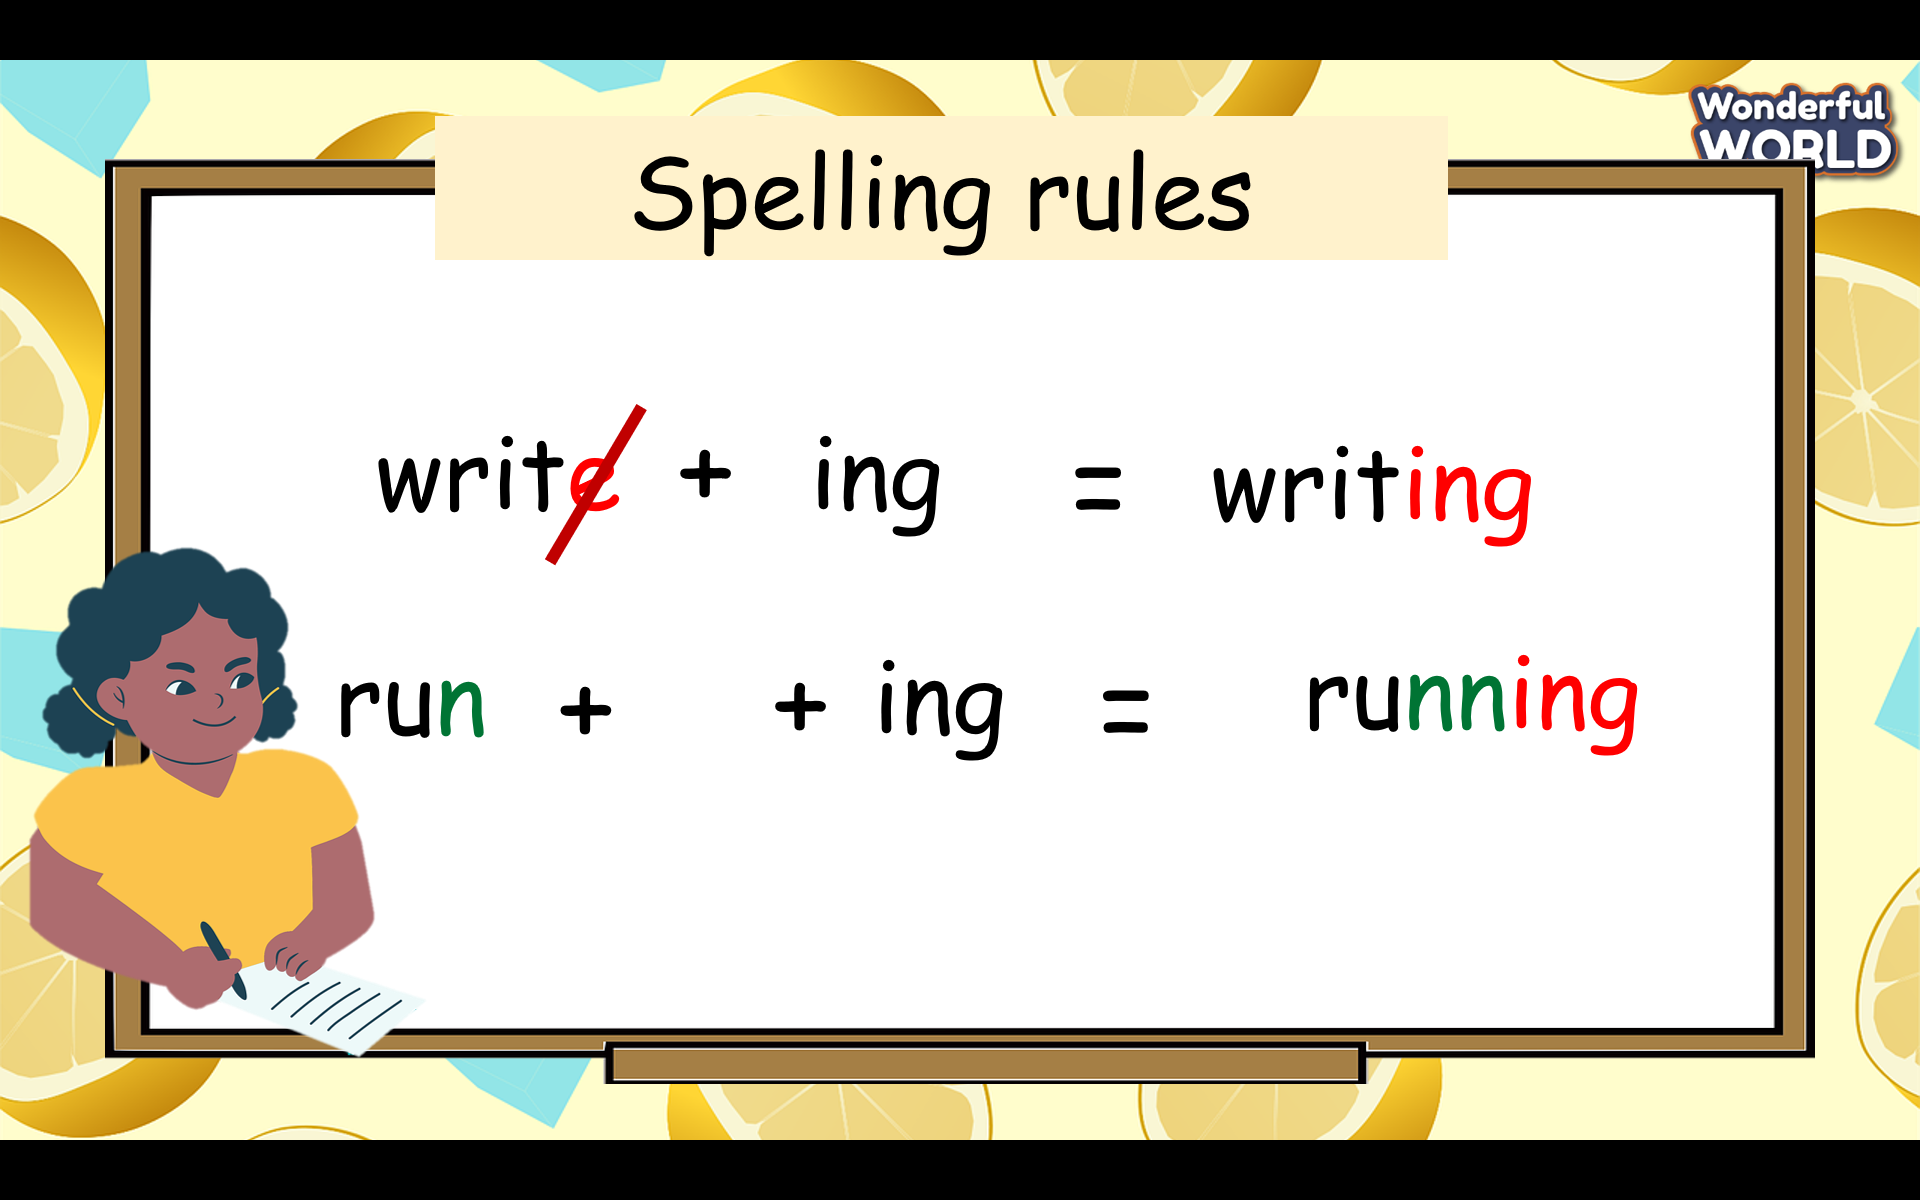 Wonderful
WORLD
Spelling rules
write + ing = writing
run + + ing = running